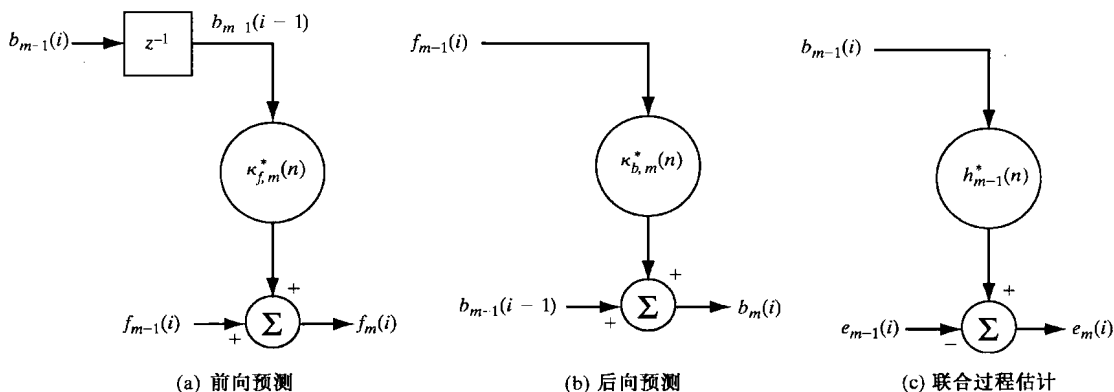 b_{m-1}(i)
z^{-1}
b_{m-1}(i − 1)
κ*_{f,m}(n)
+
f_{m-1}(i)
+
Σ
f_m(i)
(a) 前向预测
f_{m-1}(i)
κ*_{b,m}(n)
+
b_{m-1}(i − 1)
+
Σ
b_m(i)
(b) 后向预测
b_{m-1}(i)
h*_{m-1}(n)
+
e_{m-1}(i)
−
Σ
e_m(i)
(c) 联合过程估计